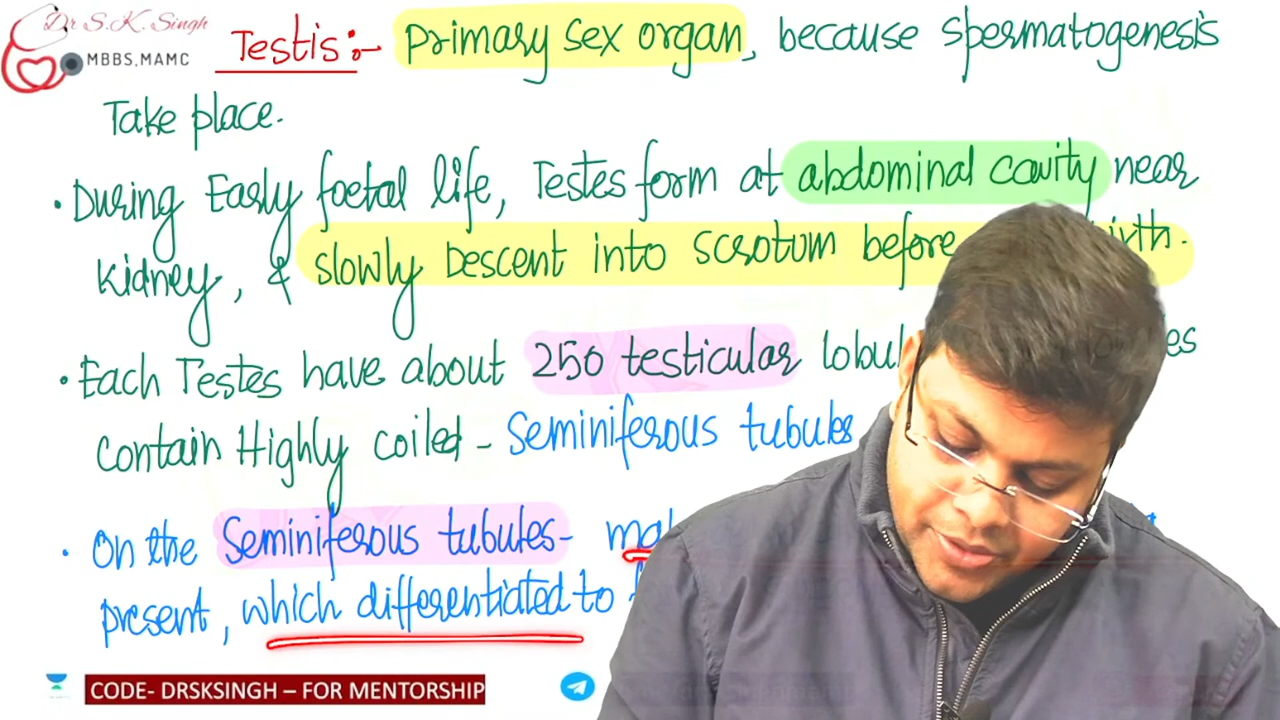 Dr S.K. Singh
MBBS,MAMC
Testis :- Primary sex organ, because spermatogenesis
Take place.
• During Early foetal life, Testes form at abdominal cavity near
kidney, & slowly Descent into scrotum before
• Each Testes have about 250 testicular
contain Highly coiled - Seminiferous tubules
• On the Seminiferous tubules-
present, which differentiated to
CODE- DRSKSINGH – FOR MENTORSHIP